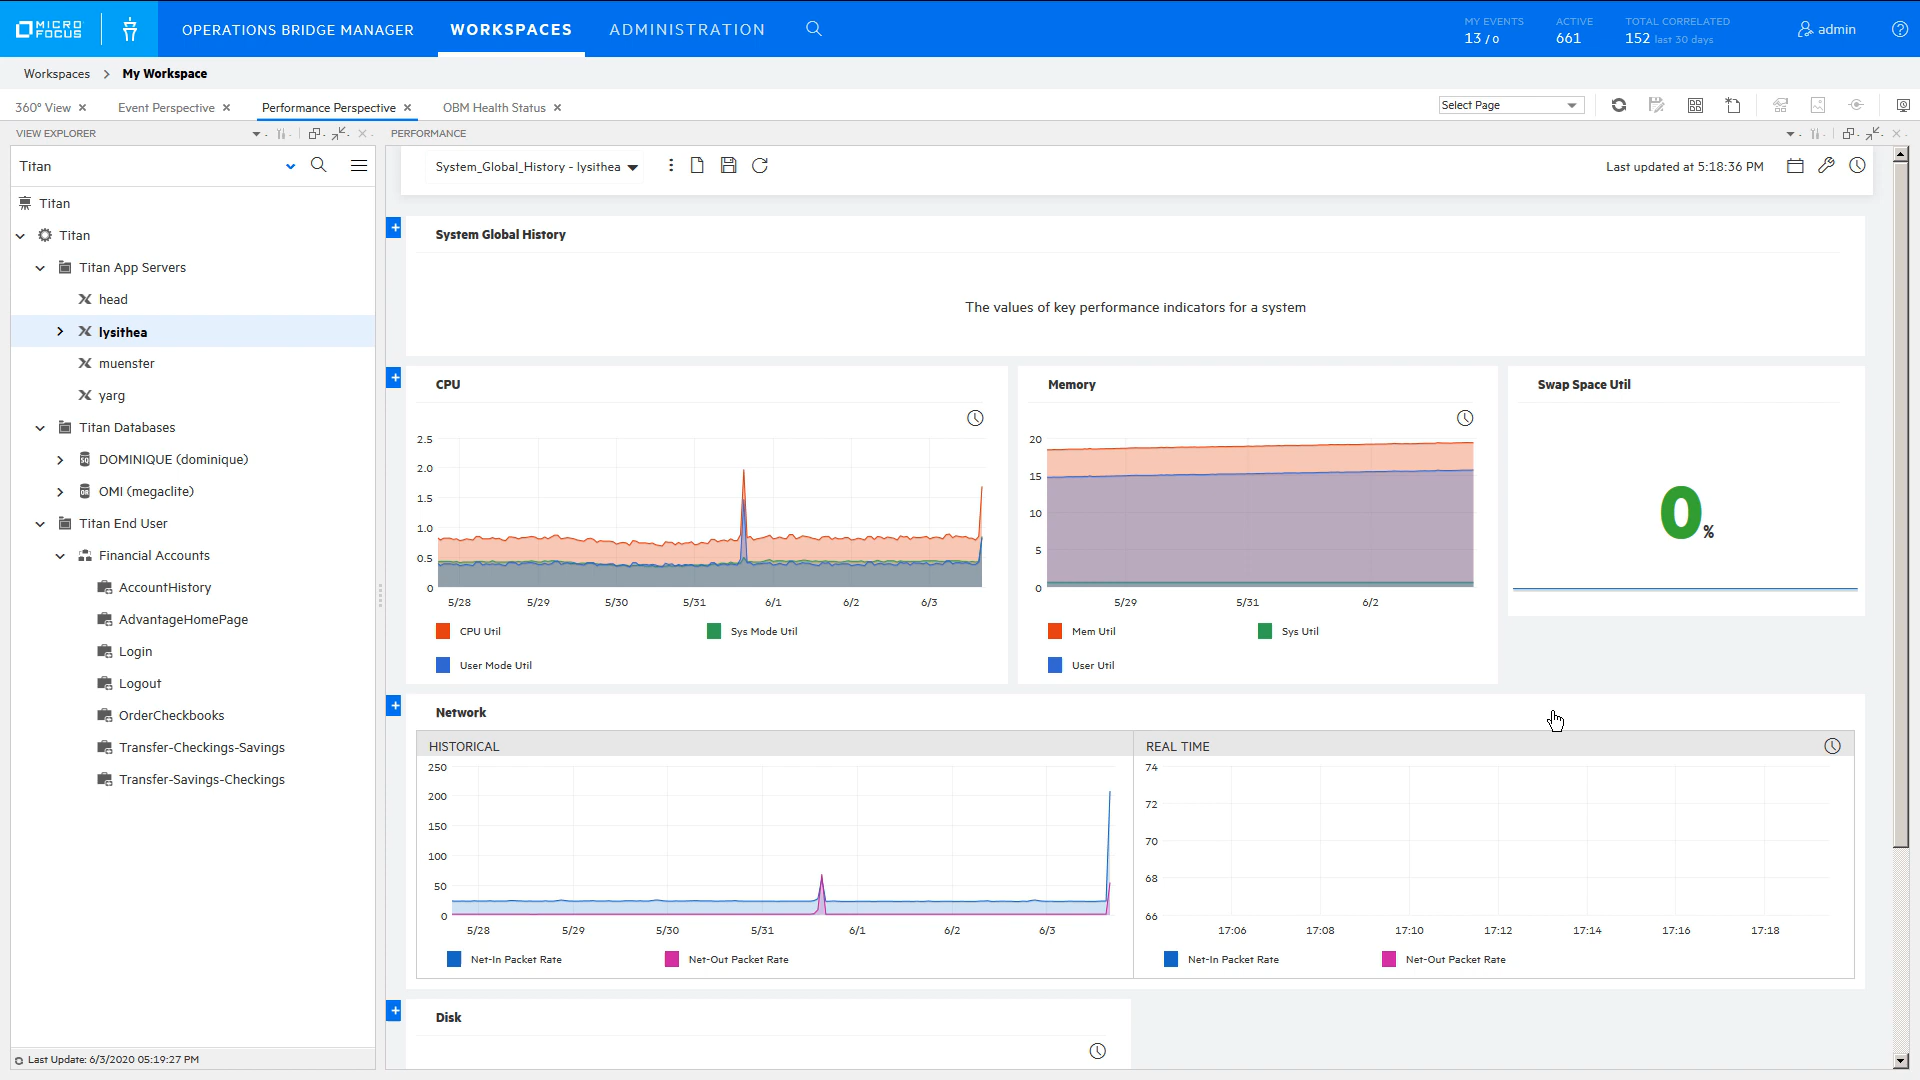 MICRO
FOCUS
OPERATIONS BRIDGE MANAGER
WORKSPACES
ADMINISTRATION
MY EVENTS
13 / 0
ACTIVE
661
TOTAL CORRELATED
152 last 30 days
admin
Workspaces
My Workspace
360° View
Event Perspective
Performance Perspective
OBM Health Status
Select Page
VIEW EXPLORER
PERFORMANCE
Titan
System_Global_History - lysithea
Last updated at 5:18:36 PM
Titan
Titan
Titan App Servers
head
lysithea
muenster
yarg
Titan Databases
DOMINIQUE (dominique)
OMI (megaclite)
Titan End User
Financial Accounts
AccountHistory
AdvantageHomePage
Login
Logout
OrderCheckbooks
Transfer-Checkings-Savings
Transfer-Savings-Checkings
Last Update: 6/3/2020 05:19:27 PM
System Global History
The values of key performance indicators for a system
CPU
2.5
2.0
1.5
1.0
0.5
0
5/28 5/29 5/30 5/31 6/1 6/2 6/3
CPU Util
Sys Mode Util
User Mode Util
Memory
20
15
10
5
0
5/29 5/31 6/2
Mem Util
Sys Util
User Util
Swap Space Util
0%
Network
HISTORICAL
250
200
150
100
50
0
5/28 5/29 5/30 5/31 6/1 6/2 6/3
Net-In Packet Rate
Net-Out Packet Rate
REAL TIME
74
72
70
68
66
17:06 17:08 17:10 17:12 17:14 17:16 17:18
Net-In Packet Rate
Net-Out Packet Rate
Disk